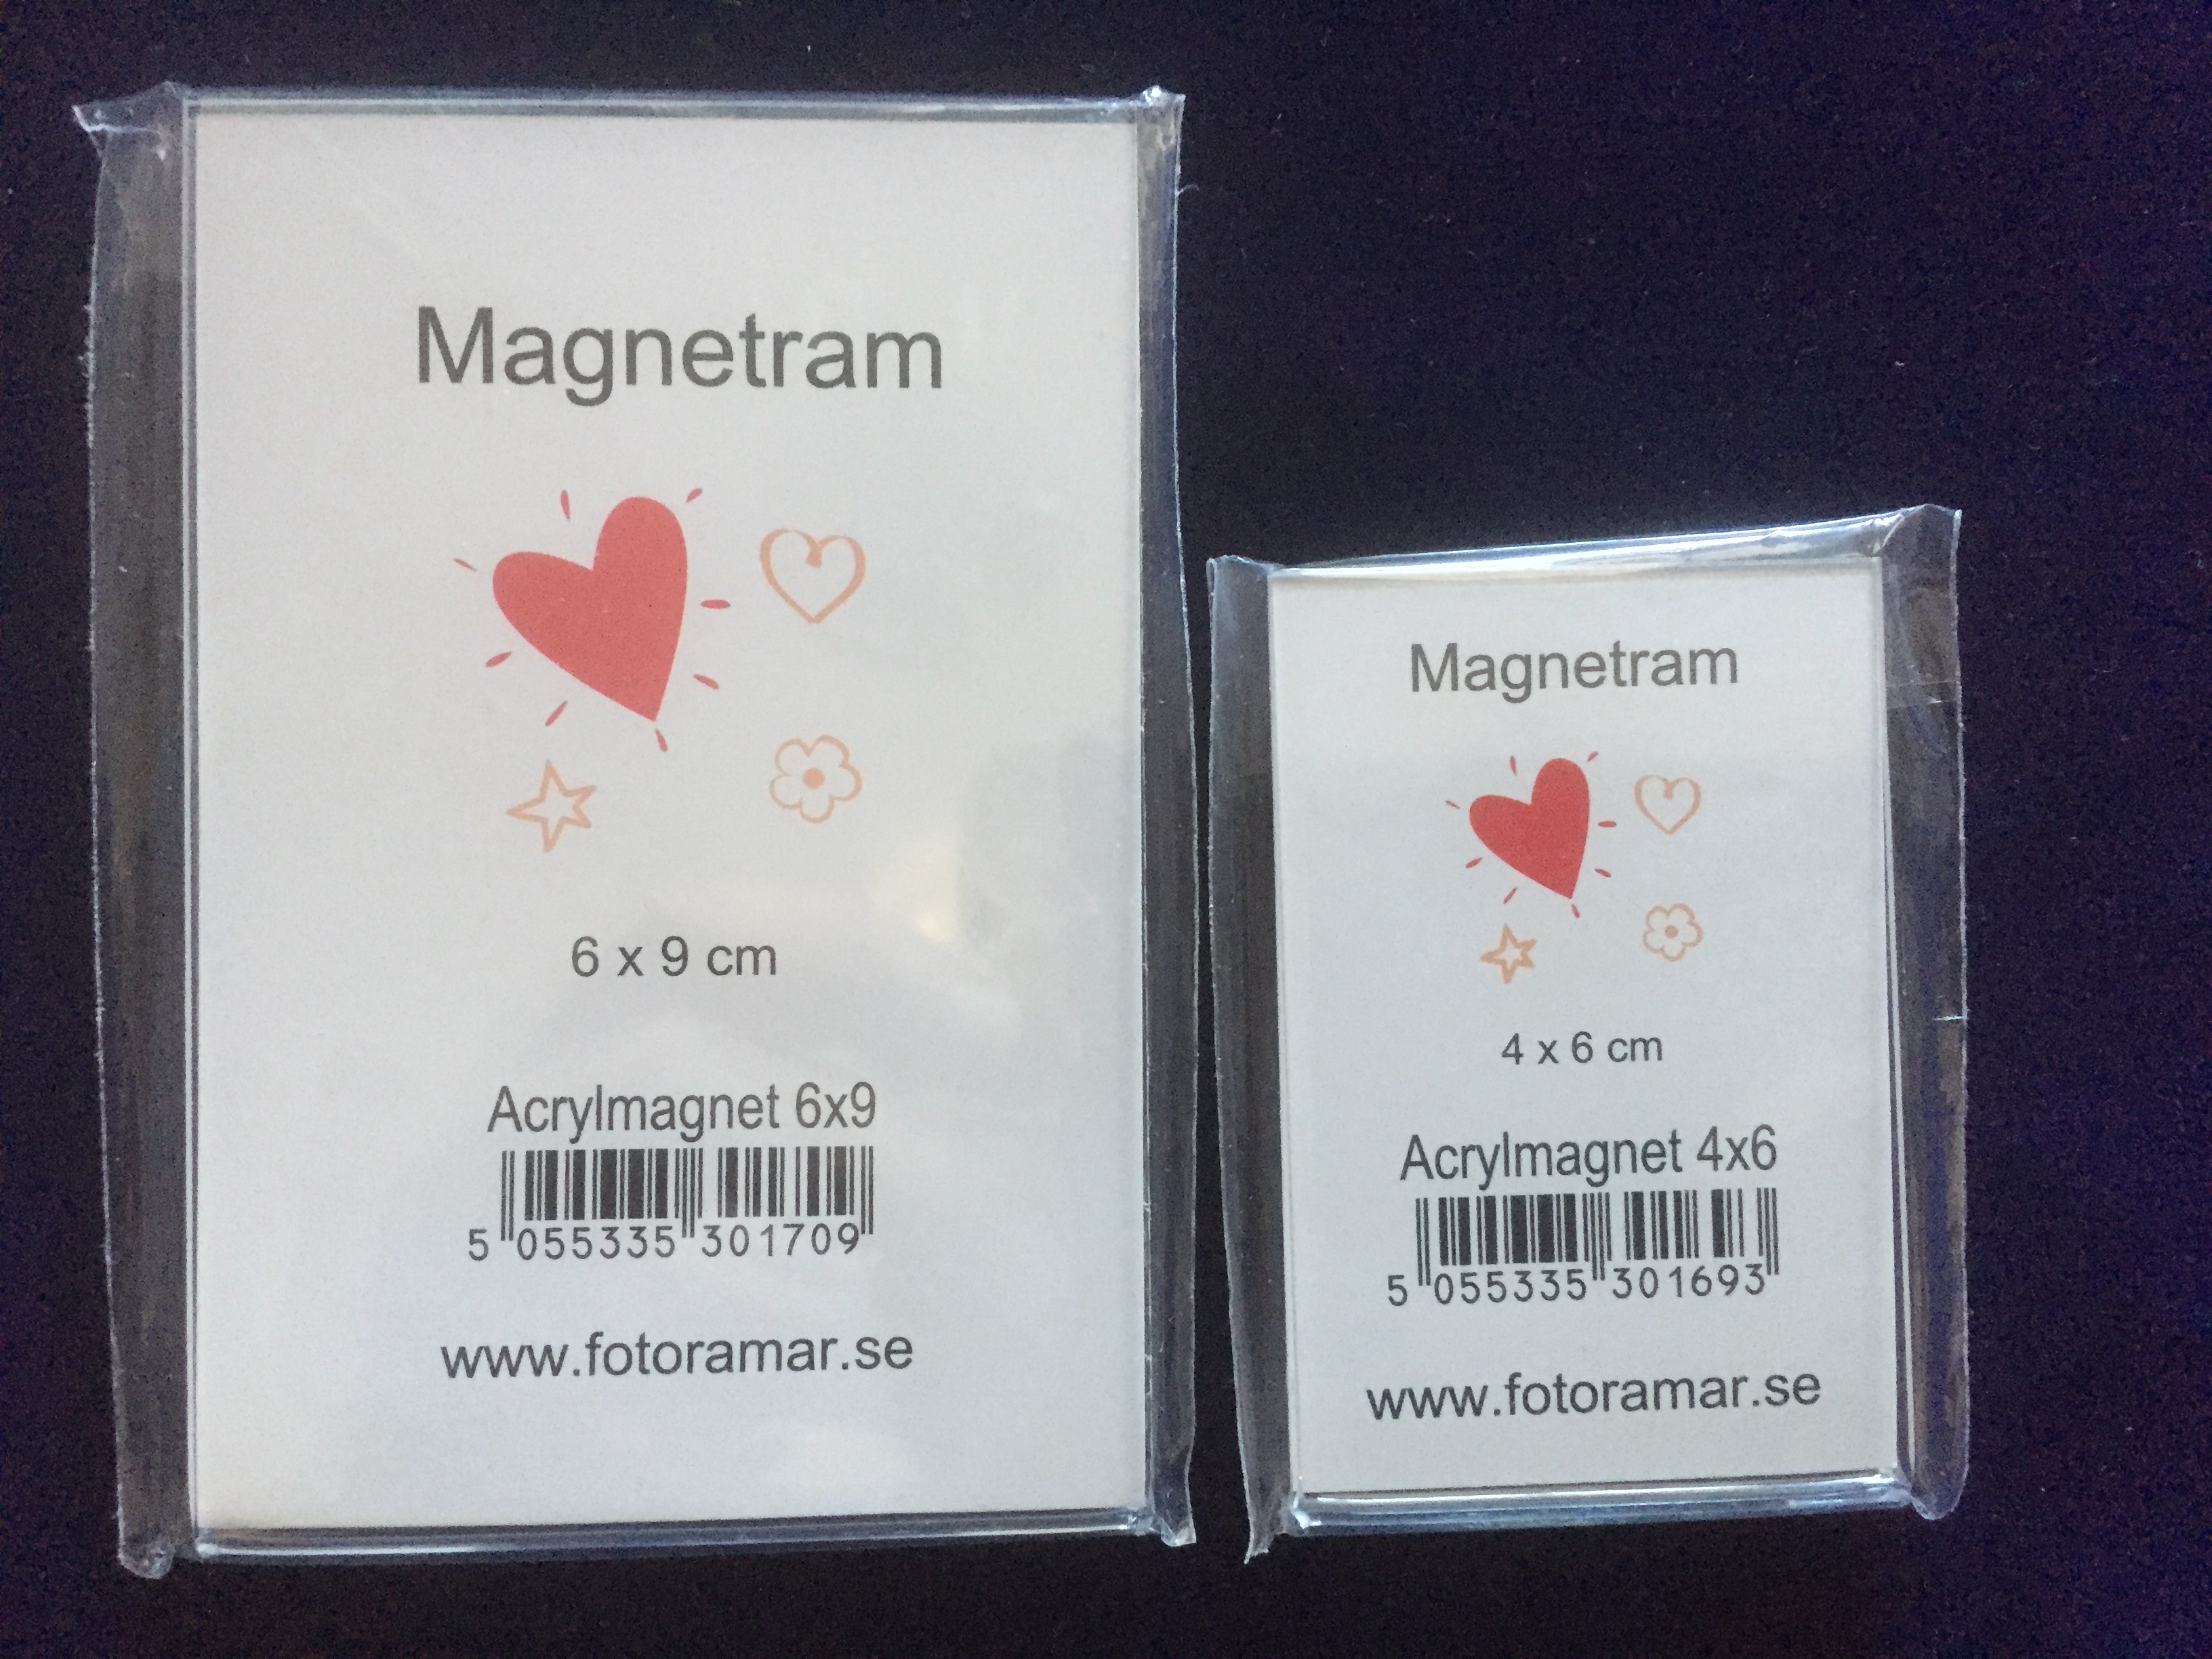 Magnetram
6 x 9 cm
Acrylmagnet 6x9
5 055335 301709
www.fotoramar.se
Magnetram
4 x 6 cm
Acrylmagnet 4x6
5 055335 301693
www.fotoramar.se